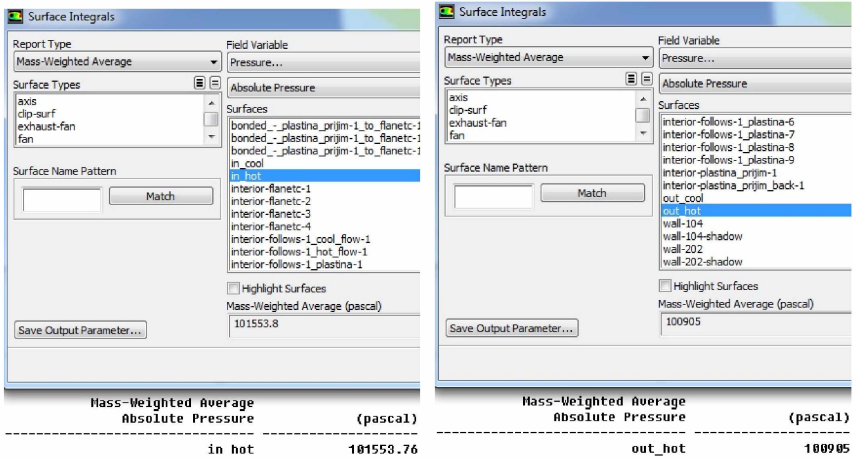 Surface Integrals
Report Type
Mass-Weighted Average
Field Variable
Pressure...
Absolute Pressure
Surface Types
axis
clip-surf
exhaust-fan
fan
Surfaces
bonded_-_plastina_prijim-1_to_flanetc-1
bonded_-_plastina_prijim-1_to_flanetc-1
bonded_-_plastina_prijim-1_to_flanetc-1
in_cool
in_hot
interior-flanetc-1
interior-flanetc-2
interior-flanetc-3
interior-flanetc-4
interior-follows-1_cool_flow-1
interior-follows-1_hot_flow-1
interior-follows-1_plastina-1
Surface Name Pattern
Match
Highlight Surfaces
Mass-Weighted Average (pascal)
101553.8
Save Output Parameter...
Mass-Weighted Average
Absolute Pressure (pascal)
in hot 101553.76
Surface Integrals
Report Type
Mass-Weighted Average
Field Variable
Pressure...
Absolute Pressure
Surface Types
axis
clip-surf
exhaust-fan
fan
Surfaces
interior-follows-1_plastina-6
interior-follows-1_plastina-7
interior-follows-1_plastina-8
interior-follows-1_plastina-9
interior-plastina_prijim-1
interior-plastina_prijim_back-1
out_cool
out_hot
wall-104
wall-104-shadow
wall-202
wall-202-shadow
Surface Name Pattern
Match
Highlight Surfaces
Mass-Weighted Average (pascal)
100905
Save Output Parameter...
Mass-Weighted Average
Absolute Pressure (pascal)
out_hot 100905